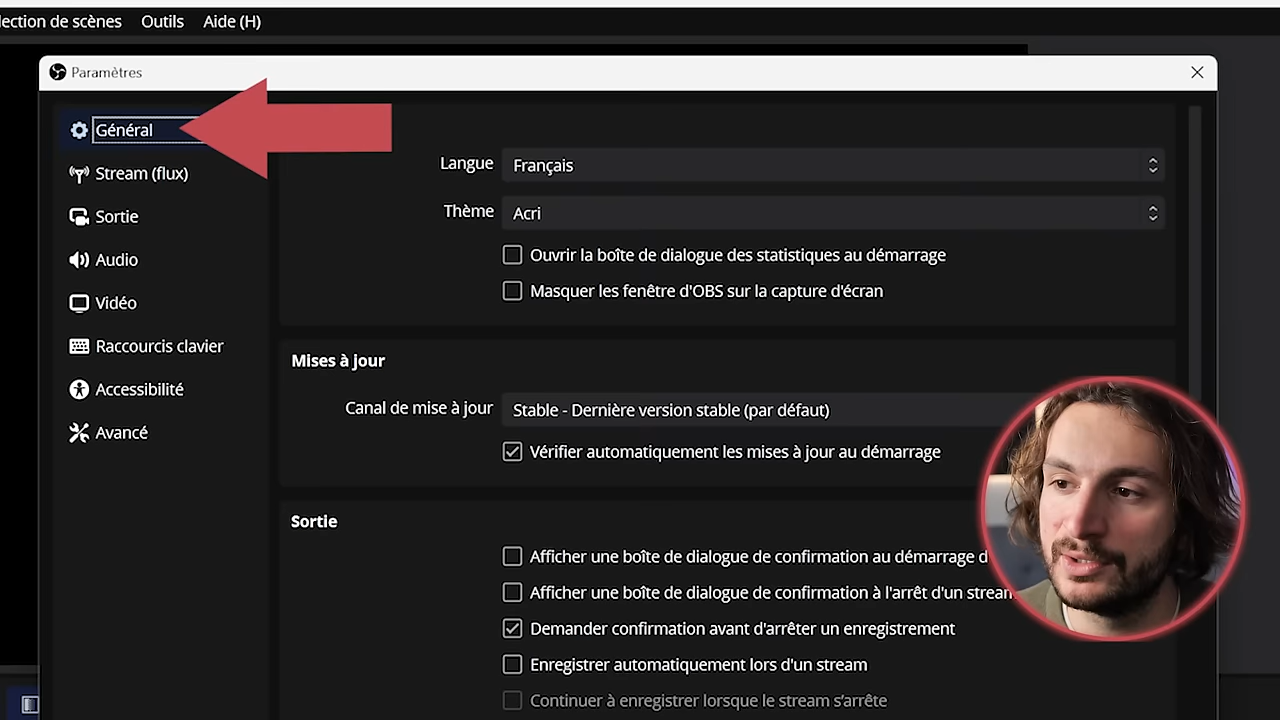 lection de scènes Outils Aide (H)
Paramètres
Général
Stream (flux)
Sortie
Audio
Vidéo
Raccourcis clavier
Accessibilité
Avancé
Langue Français
Thème Acri
Ouvrir la boîte de dialogue des statistiques au démarrage
Masquer les fenêtre d'OBS sur la capture d'écran
Mises à jour
Canal de mise à jour Stable - Dernière version stable (par défaut)
Vérifier automatiquement les mises à jour au démarrage
Sortie
Afficher une boîte de dialogue de confirmation au démarrage d
Afficher une boîte de dialogue de confirmation à l'arrêt d'un stream
Demander confirmation avant d'arrêter un enregistrement
Enregistrer automatiquement lors d'un stream
Continuer à enregistrer lorsque le stream s’arrête